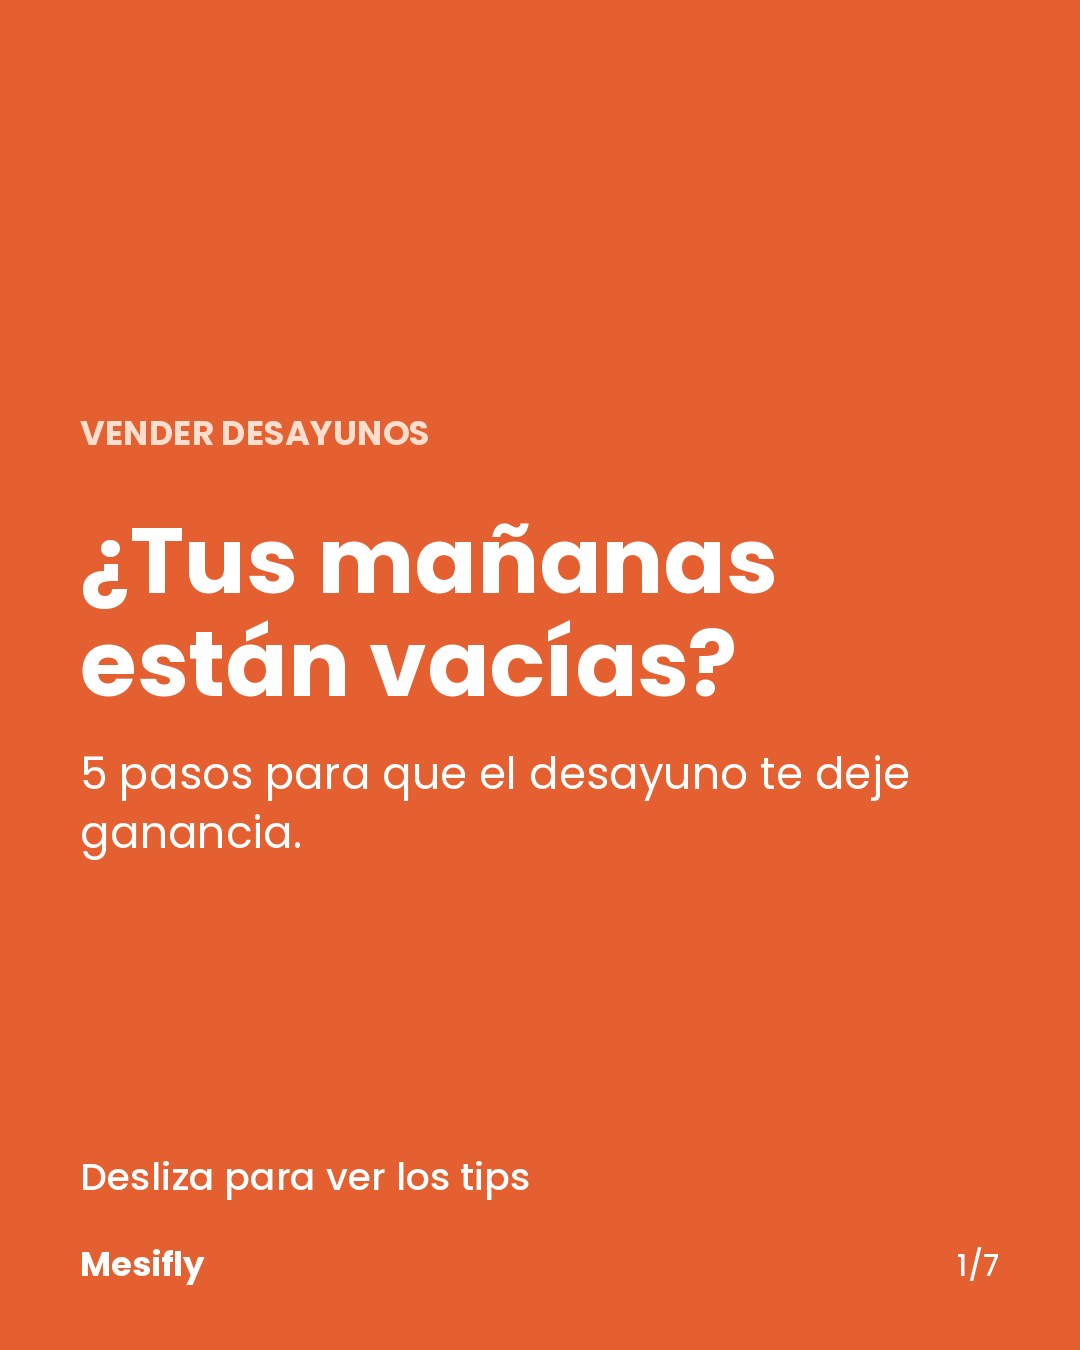 VENDER DESAYUNOS
¿Tus mañanas
están vacías?
5 pasos para que el desayuno te deje
ganancia.
Desliza para ver los tips
Mesifly
1/7